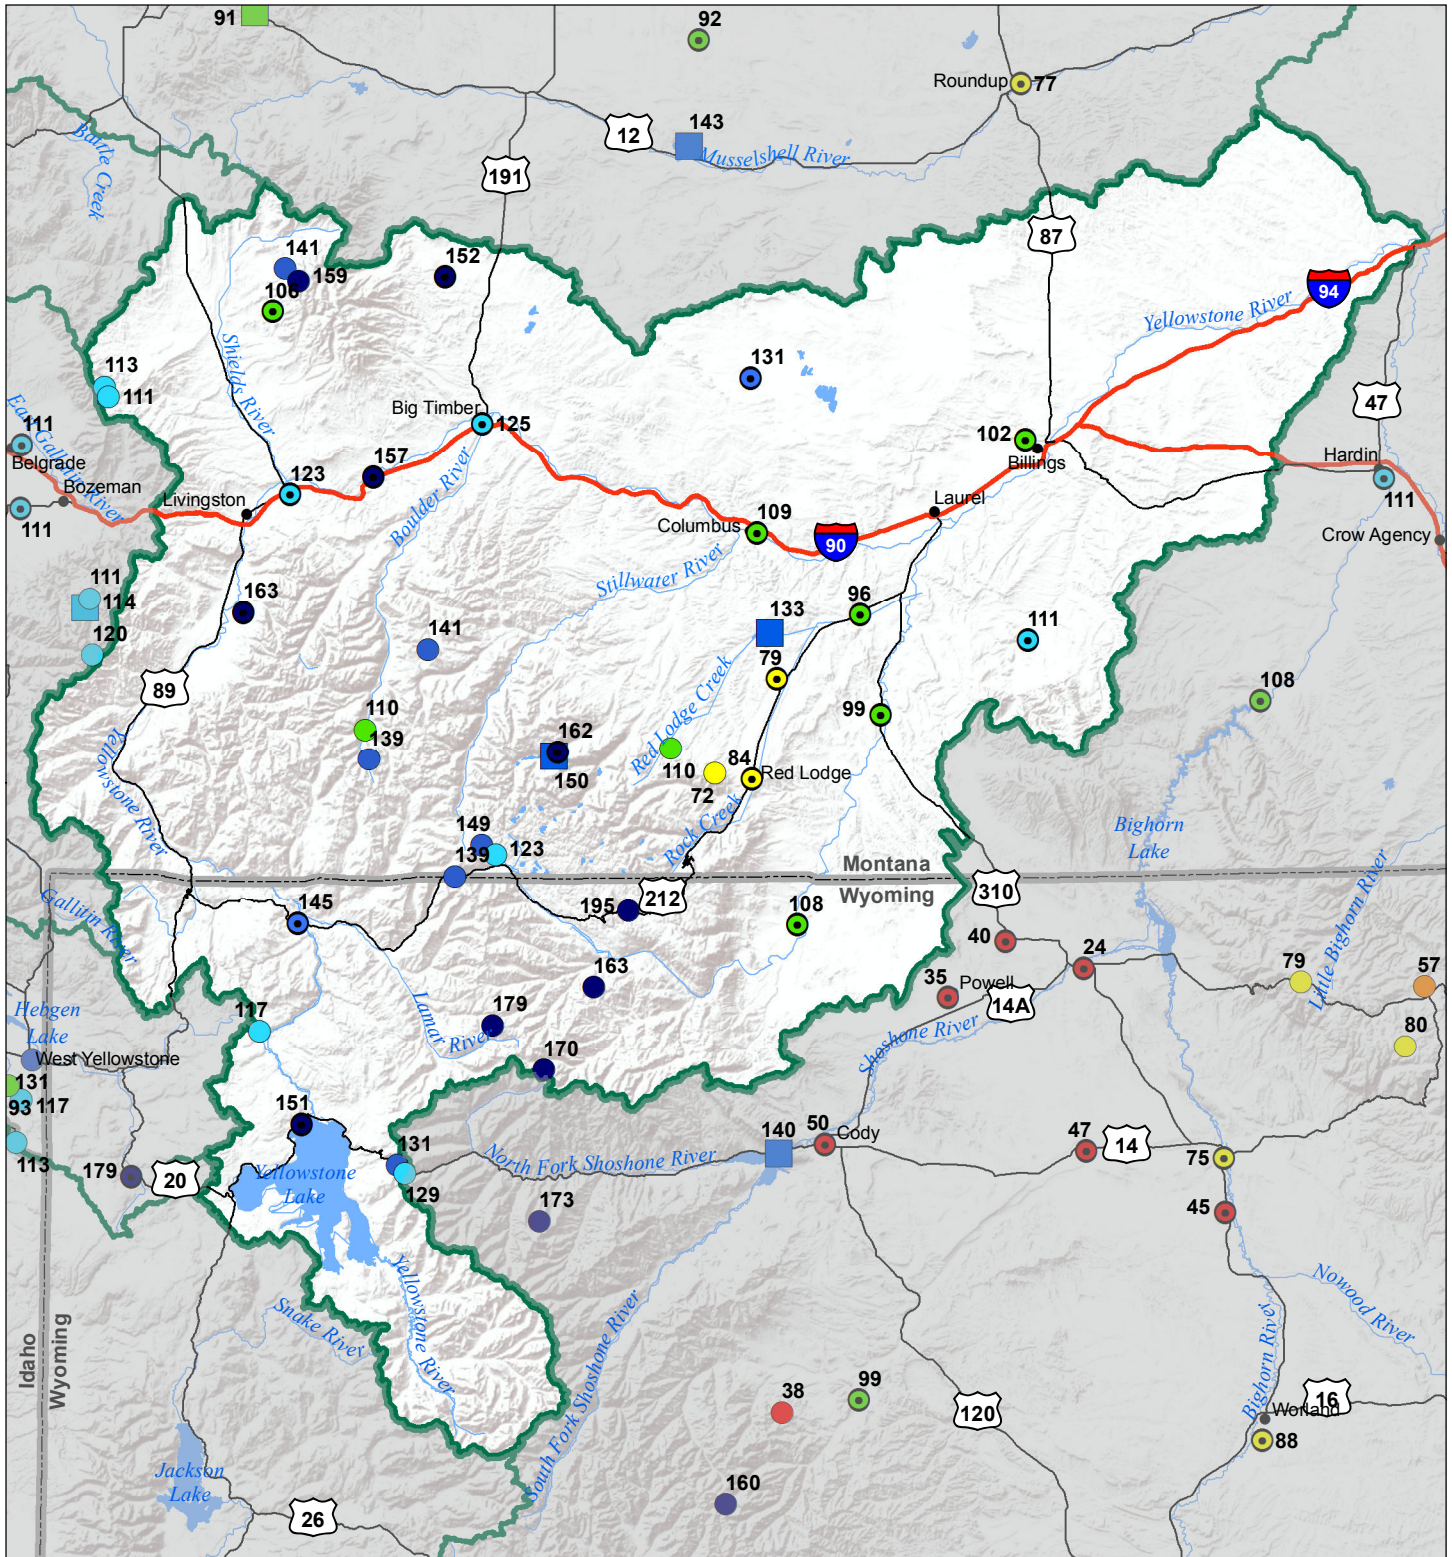 91
92
Roundup
77
143
12
Musselshell River
Battle Creek
191
87
141
152
159
106
94
Yellowstone River
Shields River
113
111
131
47
Big Timber
125
111
East Gallitin River
Belgrade
102
Billings
Hardin
111
157
123
Livingston
Bozeman
Boulder River
Laurel
111
Columbus
109
90
Crow Agency
Stillwater River
111
114
163
96
133
111
120
141
79
89
108
99
110
139
162
150
Red Lodge Creek
110
72
84
Red Lodge
Yellowstone River
Bighorn Lake
149
123
139
Rock Creek
Montana
Wyoming
310
212
195
108
145
Gallitin River
40
24
Little Bighorn River
79
57
35
Powell
14A
163
179
Lamar River
Hebgen Lake
117
Shoshone River
80
West Yellowstone
170
131
93
117
151
140
50
Cody
47
14
113
131
North Fork Shoshone River
75
179
20
Yellowstone Lake
129
173
45
Yellowstone River
Nowood River
Snake River
Idaho
Wyoming
South Fork Shoshone River
Bighorn River
38
99
120
16
Worland
88
Jackson Lake
160
26